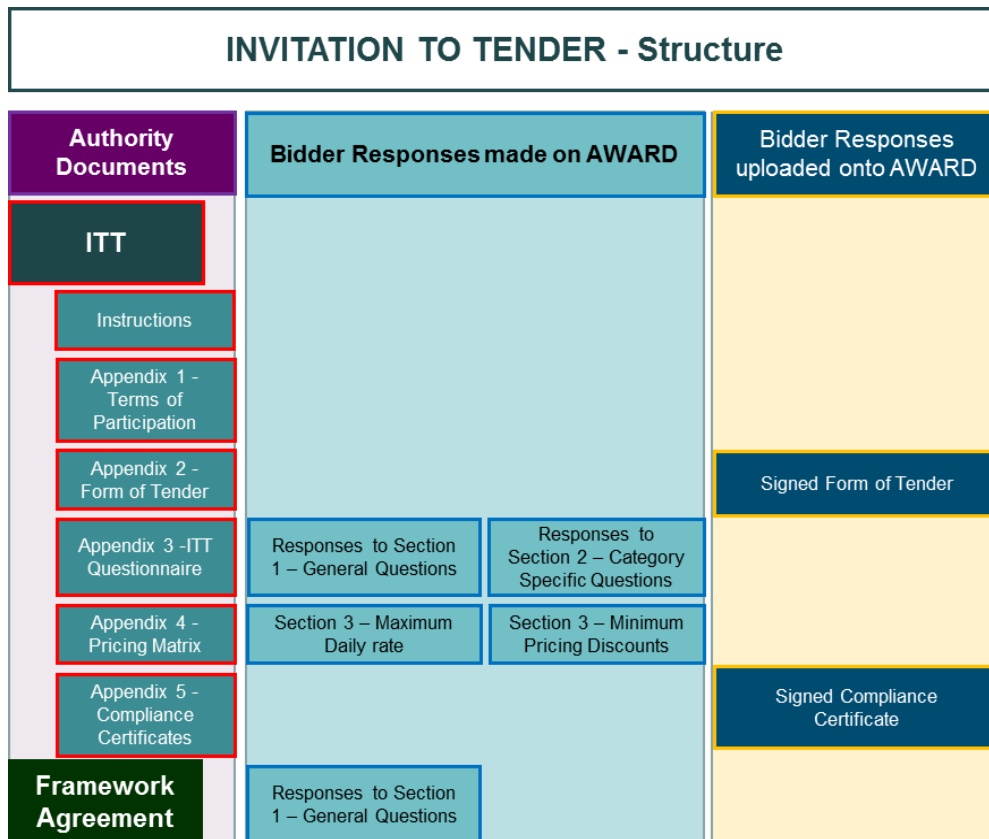 INVITATION TO TENDER - Structure
Authority
Documents
Bidder Responses made on AWARD
Bidder Responses
uploaded onto AWARD
ITT
Instructions
Appendix 1 -
Terms of
Participation
Appendix 2 -
Form of Tender
Signed Form of Tender
Appendix 3 -ITT
Questionnaire
Responses to Section
1 – General Questions
Responses to
Section 2 – Category
Specific Questions
Appendix 4 -
Pricing Matrix
Section 3 – Maximum
Daily rate
Section 3 – Minimum
Pricing Discounts
Appendix 5 -
Compliance
Certificates
Signed Compliance
Certificate
Framework
Agreement
Responses to Section
1 – General Questions